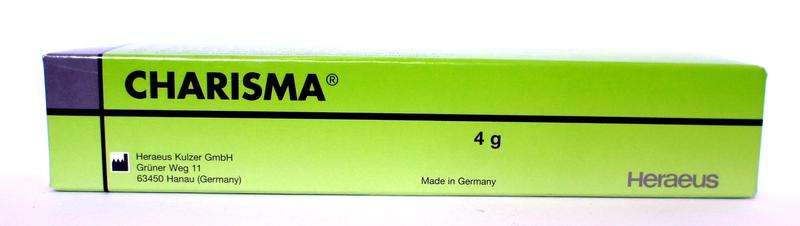 CHARISMA®
4 g
Heraeus Kulzer GmbH
Grüner Weg 11
63450 Hanau (Germany)
Made in Germany
Heraeus